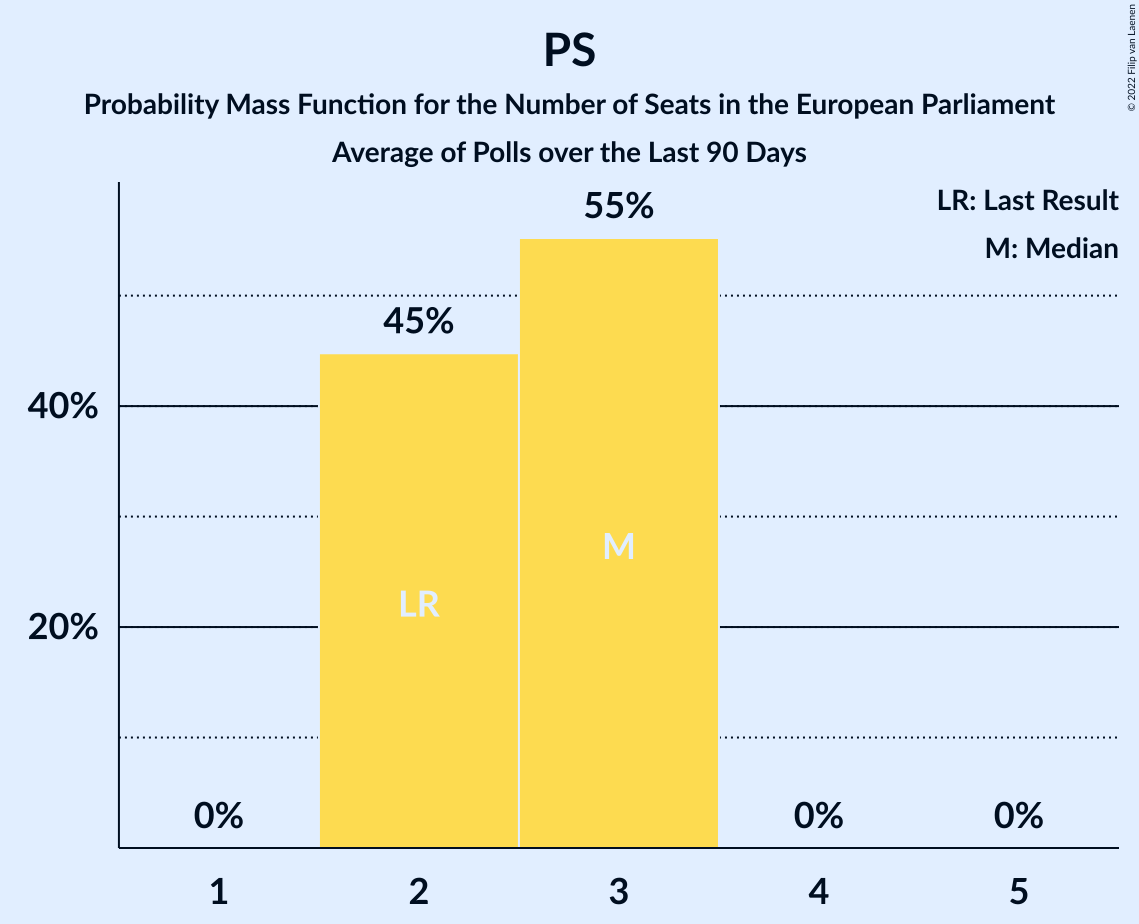 PS
Probability Mass Function for the Number of Seats in the European Parliament
Average of Polls over the Last 90 Days
© 2022 Filip van Laenen
LR: Last Result
M: Median
55%
45%
40%
M
LR
20%
0%
0%
0%
1
2
3
4
5